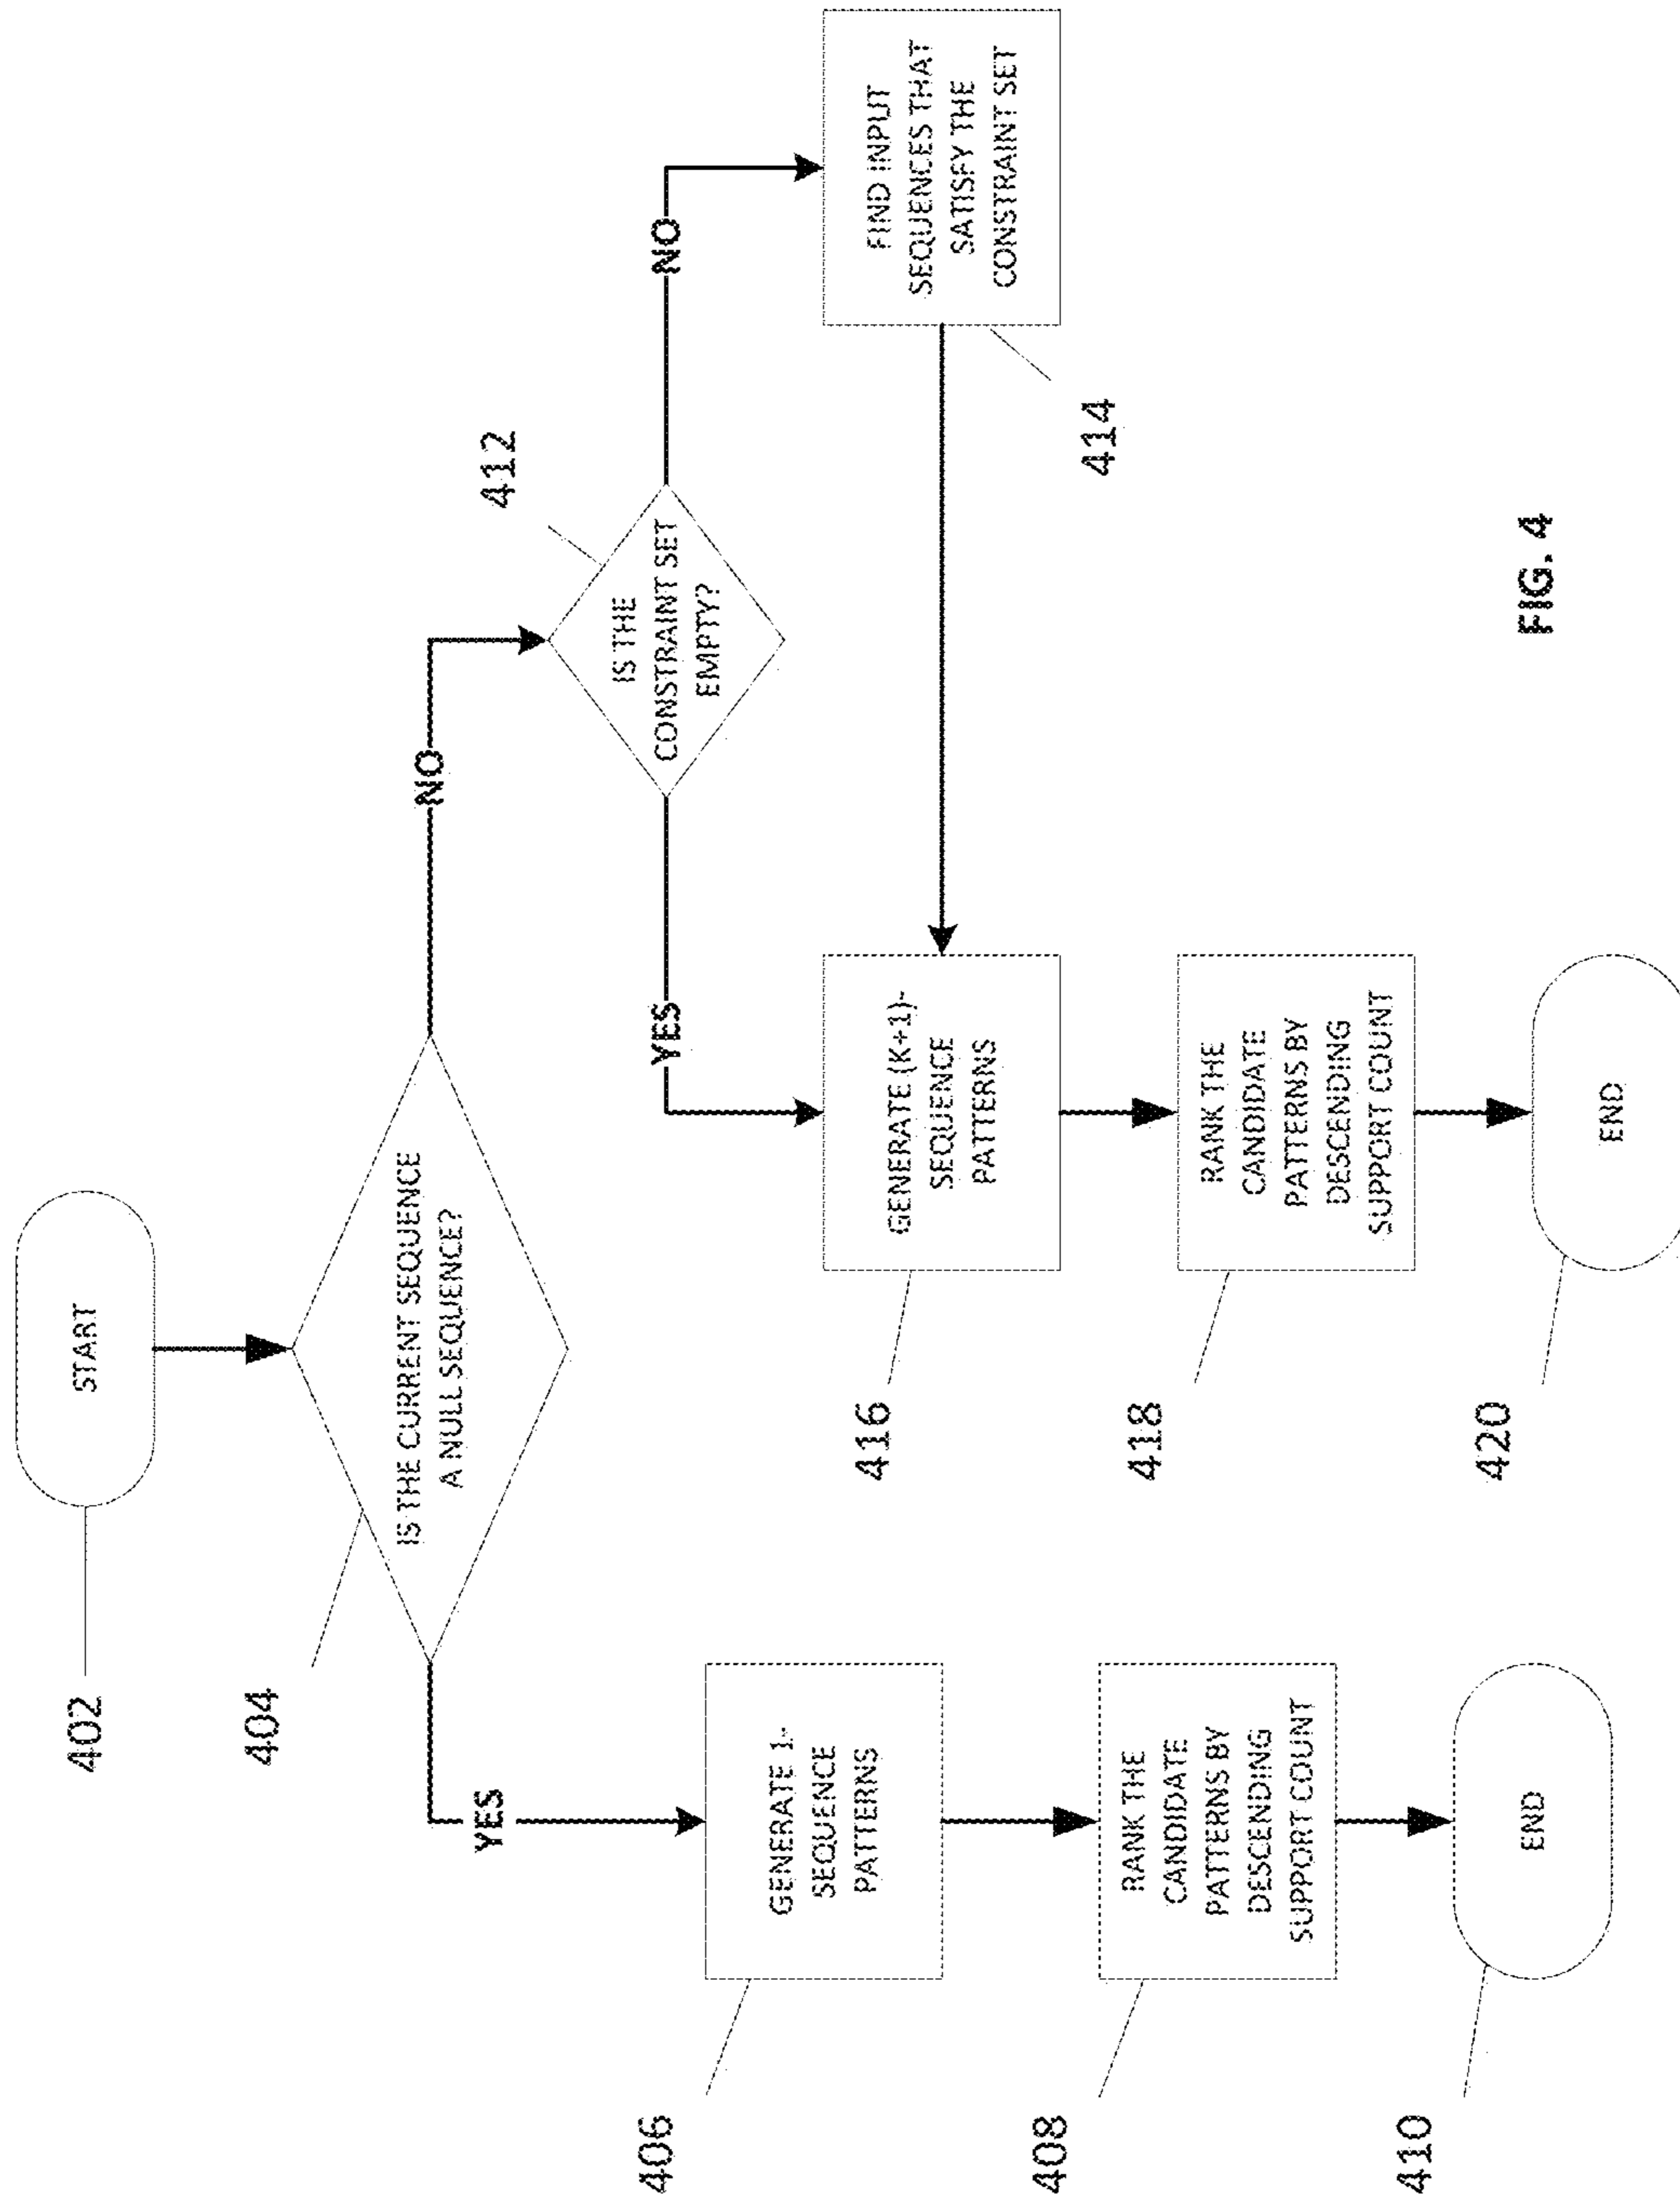 START
402
IS THE CURRENT SEQUENCE
A NULL SEQUENCE?
404
YES
NO
GENERATE 1-
SEQUENCE
PATTERNS
406
RANK THE
CANDIDATE
PATTERNS BY
DESCENDING
SUPPORT COUNT
408
END
410
IS THE
CONSTRAINT SET
EMPTY?
412
YES
NO
FIND INPUT
SEQUENCES THAT
SATISFY THE
CONSTRAINT SET
414
GENERATE (K+1)-
SEQUENCE
PATTERNS
416
RANK THE
CANDIDATE
PATTERNS BY
DESCENDING
SUPPORT COUNT
418
END
420
FIG. 4